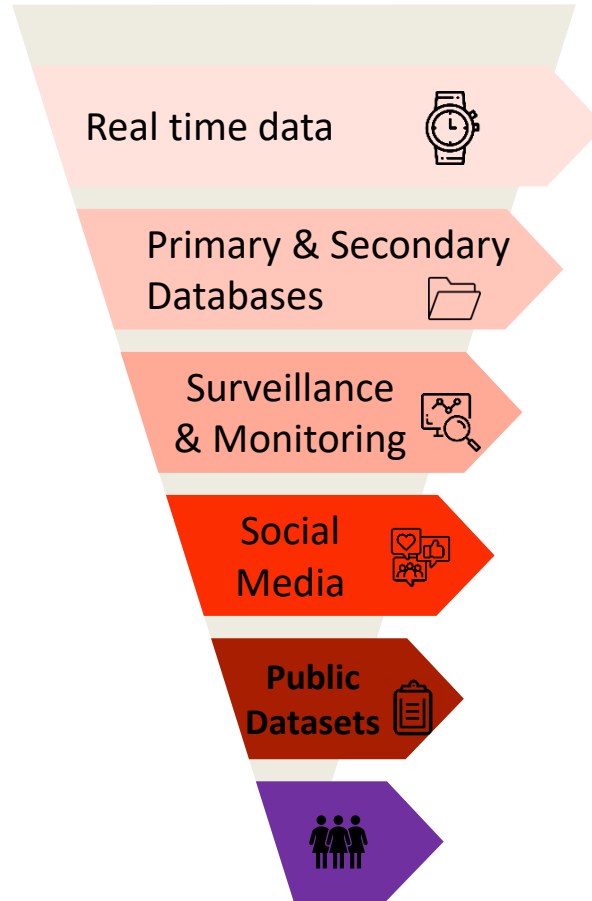 Real time data
Primary & Secondary
Databases
Surveillance
& Monitoring
Social
Media
Public
Datasets